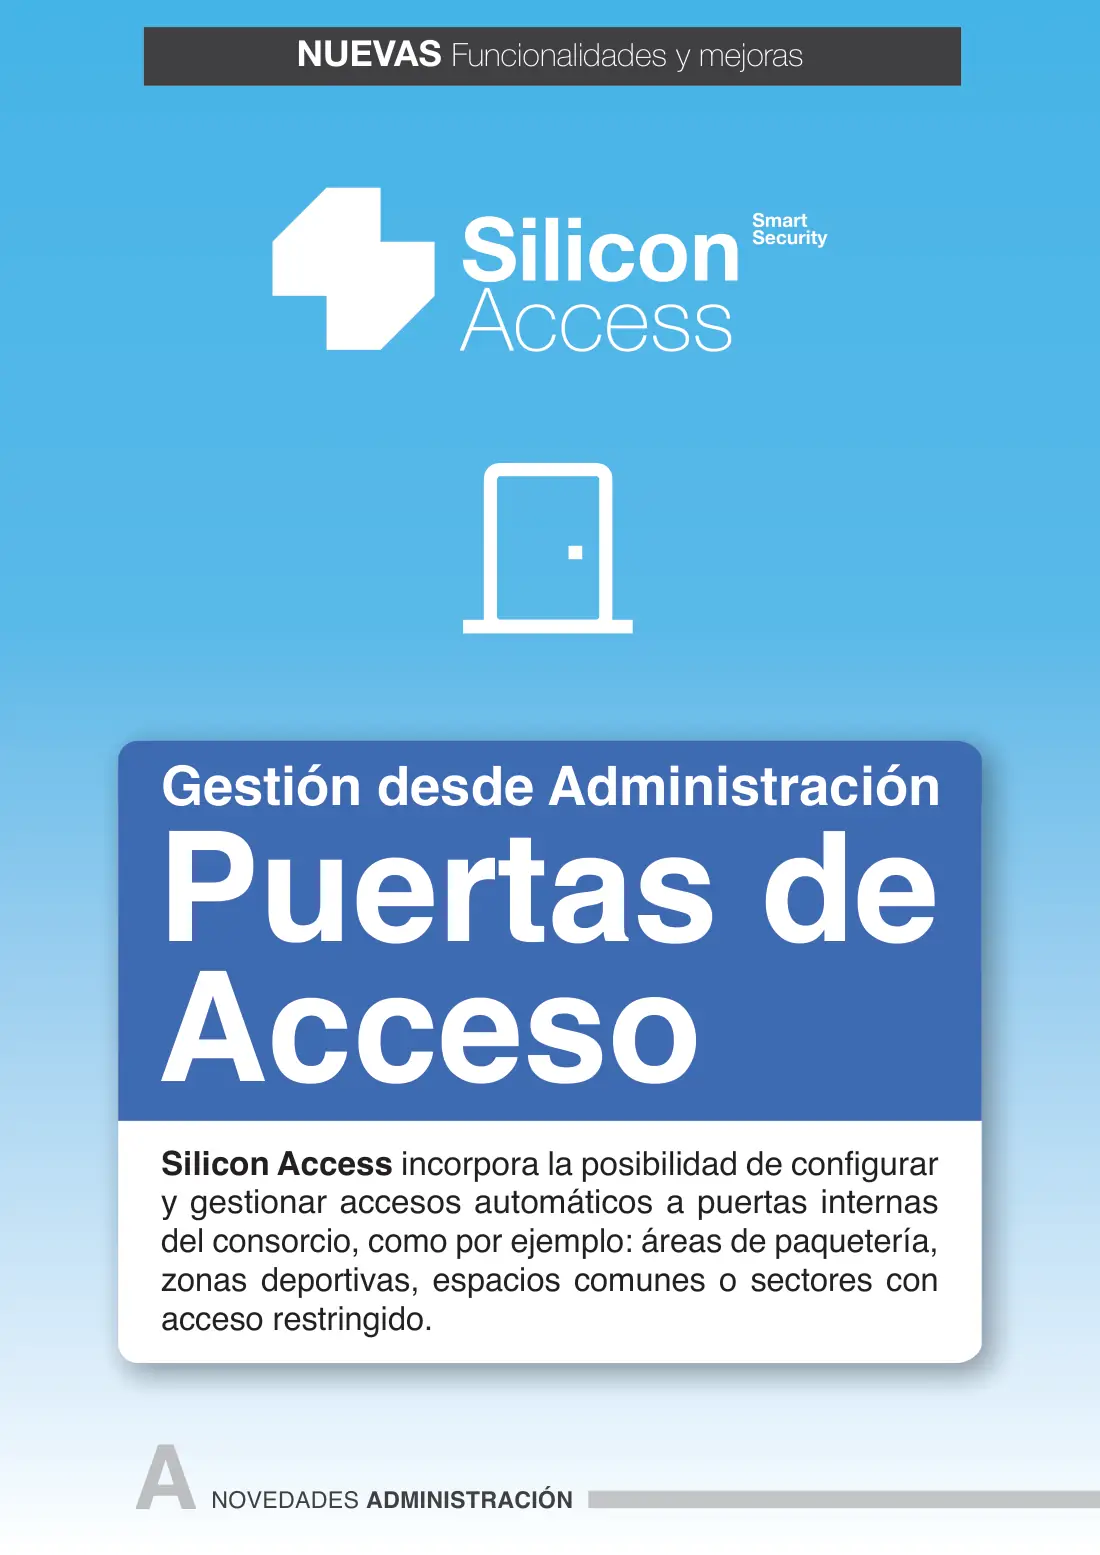 NUEVAS Funcionalidades y mejoras
Silicon
Access
Smart
Security
Gestión desde Administración
Puertas de
Acceso
Silicon Access incorpora la posibilidad de configurar
y gestionar accesos automáticos a puertas internas
del consorcio, como por ejemplo: áreas de paquetería,
zonas deportivas, espacios comunes o sectores con
acceso restringido.
A NOVEDADES ADMINISTRACIÓN